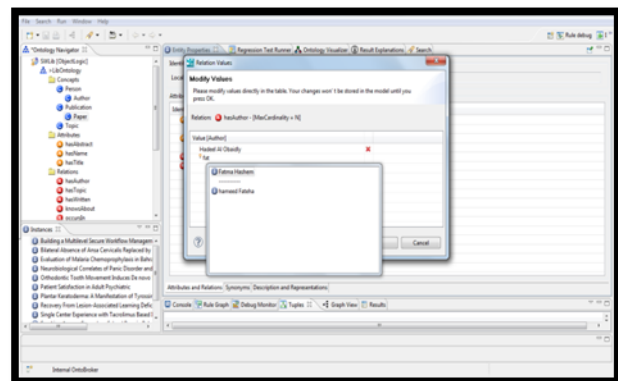 File Search Run Window Help
Rule debug
*Ontology Navigator
SWLib [ObjectLogic]
Concepts
Person
Author
Publication
Paper
Topic
Attributes
hasAbstract
hasName
hasTitle
Relations
hasAuthor
hasTopic
hasWritten
knowsAbout
occursIn
Instances
Building a Multilevel Secure Workflow Managem
Bilateral Absence of Arcus Cervicalis Replaced by
Evaluation of Malaria Chemoprophylaxis in Bahc
Neurobiological Correlates of Panic Disorder and
Orthodontic Tooth Movement Induces De novo
Patient Satisfaction in Adult Psychiatric
Plantar Keratoderma: A Manifestation of Tyrosin
Recovery From Lesion-Associated Learning Defic
Single Center Experience with Tacrolimus Based I
Entity Properties Regression Test Runner Ontology Visualizer Result Explanations Search
Relation Values
Modify Values
Please modify values directly in the table. Your changes won't be stored in the model until you
press OK.
Relation: hasAuthor - [MaxCardinality = N]
Value [Author]
Hadeel Al Obaidly
fat
Fatma Hashem
hameed Fateha
Cancel
Attributes and Relations Synonyms Description and Representations
Console Rule Graph Debug Monitor Tuples Graph View Results
Internal OntoBroker